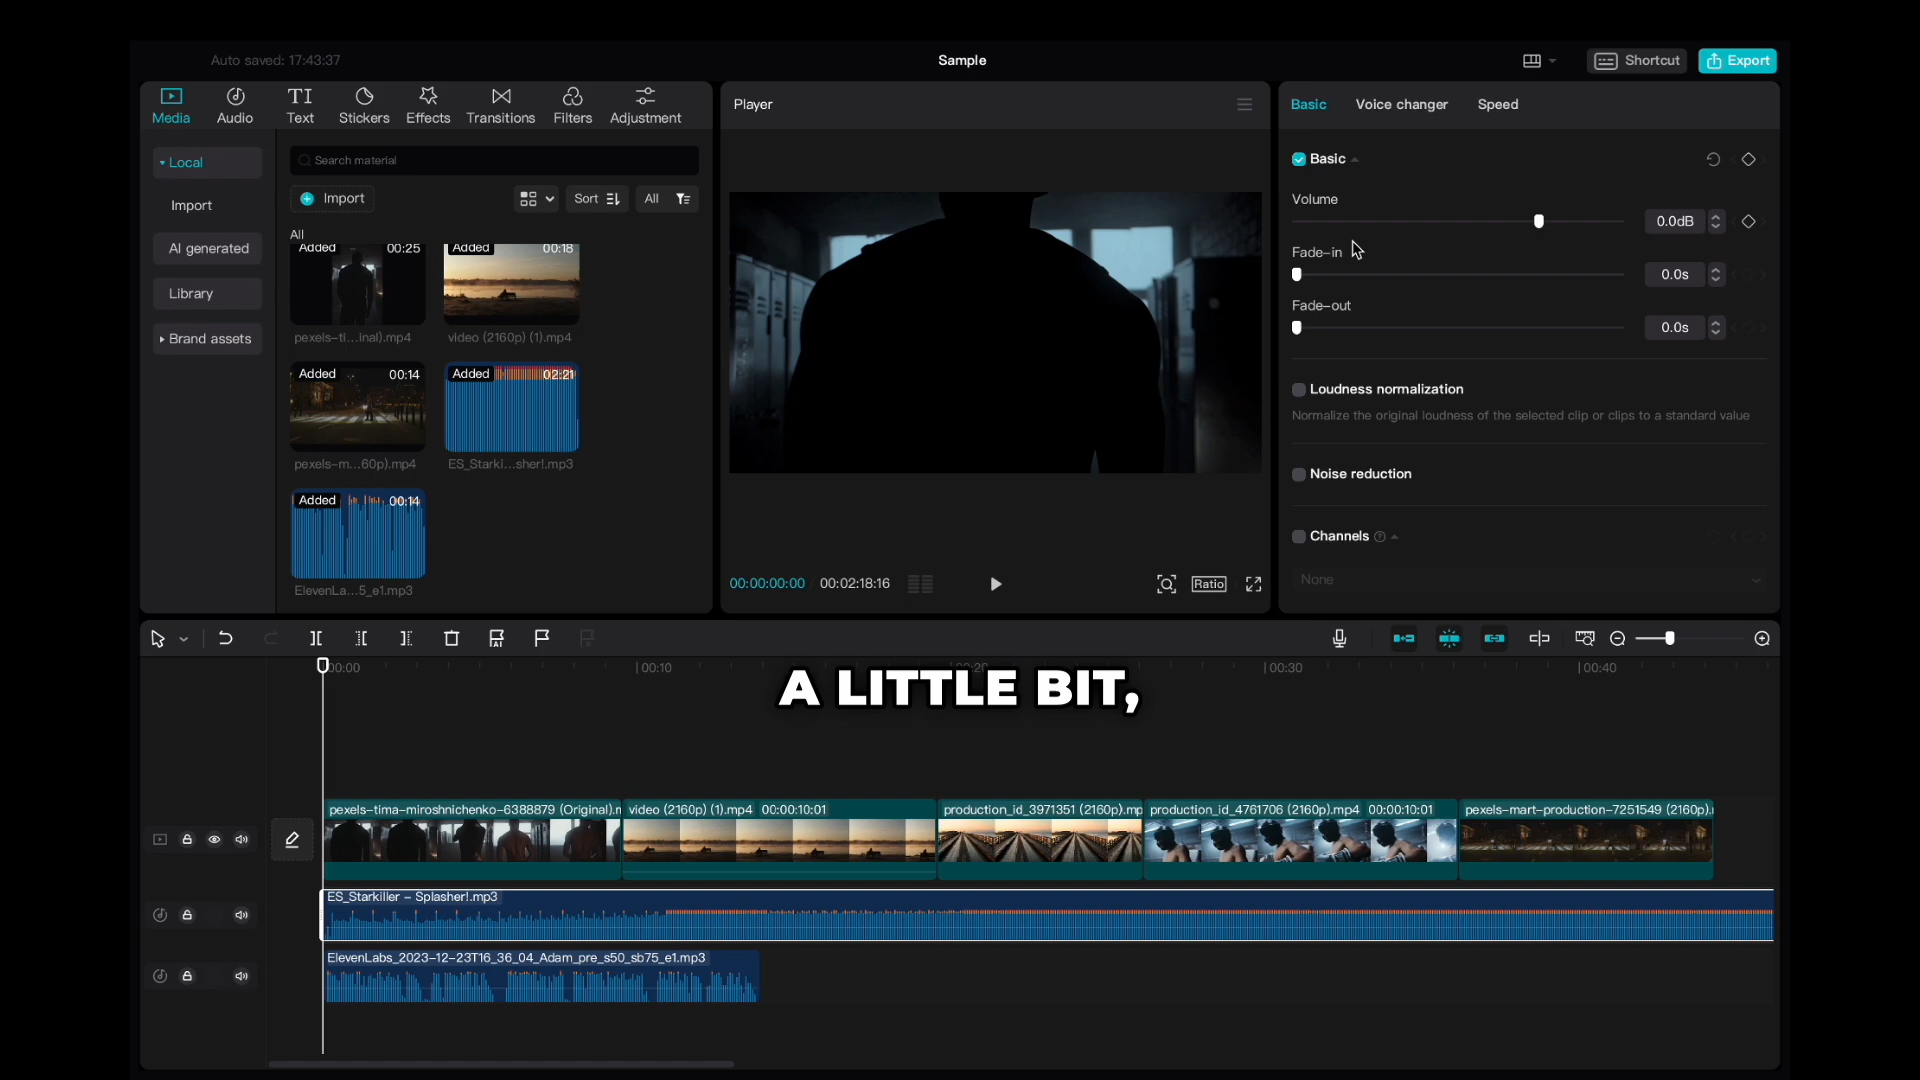 Auto saved: 17:43:37
Sample
Shortcut
Export
Media
Audio
TI
Text
Stickers
Effects
Transitions
Filters
Adjustment
Local
Import
AI generated
Library
Brand assets
Search material
Import
Sort
All
All
Added 00:25
pexels-ti...inal).mp4
Added 00:18
video (2160p) (1).mp4
Added 00:14
pexels-m...60p).mp4
Added 02:21
ES_Starki...sher!.mp3
Added 00:14
ElevenLa...5_e1.mp3
Player
00:00:00:00 00:02:18:16
Ratio
Basic
Voice changer
Speed
Basic
Volume
0.0dB
Fade-in
0.0s
Fade-out
0.0s
Loudness normalization
Normalize the original loudness of the selected clip or clips to a standard value
Noise reduction
Channels
None
00:00
00:10
00:20
00:30
00:40
A LITTLE BIT,
pexels-tima-miroshnichenko-6388879 (Original).m
video (2160p) (1).mp4 00:00:10:01
production_id_3971351 (2160p).mp
production_id_4761706 (2160p).mp4 00:00:10:01
pexels-mart-production-7251549 (2160p).
ES_Starkiller - Splasher!.mp3
ElevenLabs_2023-12-23T16_36_04_Adam_pre_s50_sb75_e1.mp3